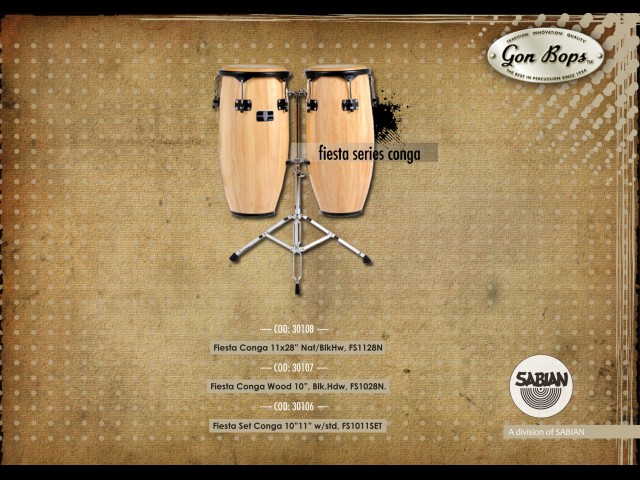 TRADITION INNOVATION QUALITY
Gon Bops™
THE BEST IN PERCUSSION SINCE 1954
fiesta series conga
COD: 30108
Fiesta Conga 11x28" Nat/BlkHw, FS1128N
COD: 30107
Fiesta Conga Wood 10", Blk.Hdw, FS1028N.
COD: 30106
Fiesta Set Conga 10"11" w/std, FS1011SET
SABIAN
A division of SABIAN